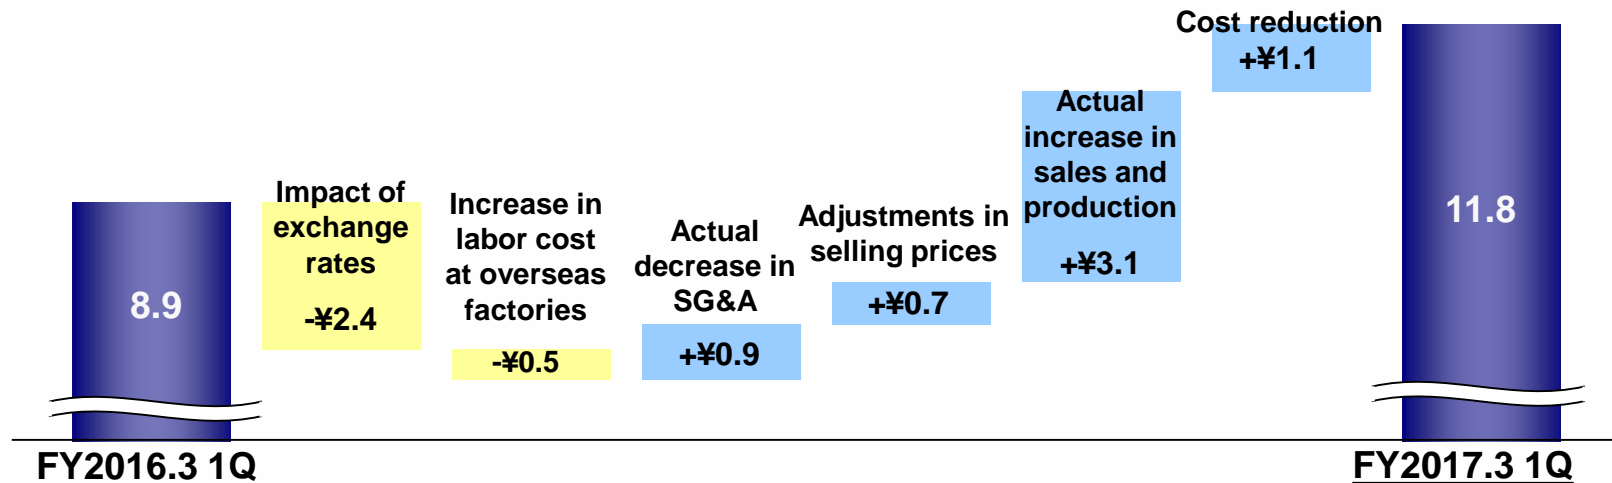 8.9
FY2016.3 1Q
Impact of
exchange
rates
-¥2.4
Increase in
labor cost
at overseas
factories
-¥0.5
Actual
decrease in
SG&A
+¥0.9
Adjustments in
selling prices
+¥0.7
Actual
increase in
sales and
production
+¥3.1
Cost reduction
+¥1.1
11.8
FY2017.3 1Q